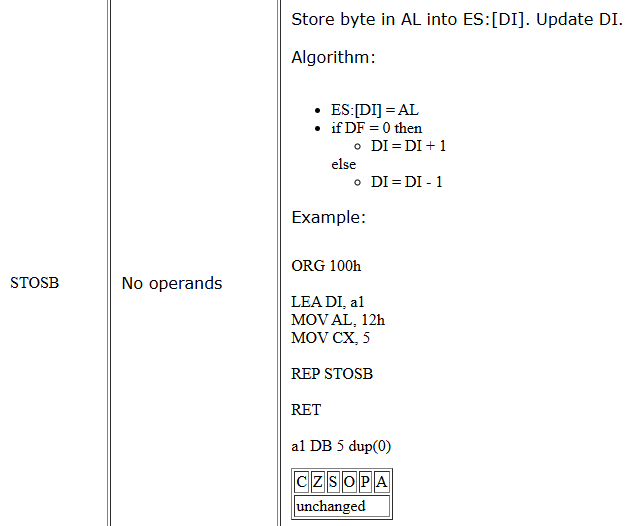 STOSB
No operands
Store byte in AL into ES:[DI]. Update DI.
Algorithm:
• ES:[DI] = AL
• if DF = 0 then
◦ DI = DI + 1
else
◦ DI = DI - 1
Example:
ORG 100h
LEA DI, a1
MOV AL, 12h
MOV CX, 5
REP STOSB
RET
a1 DB 5 dup(0)
C Z S O P A
unchanged